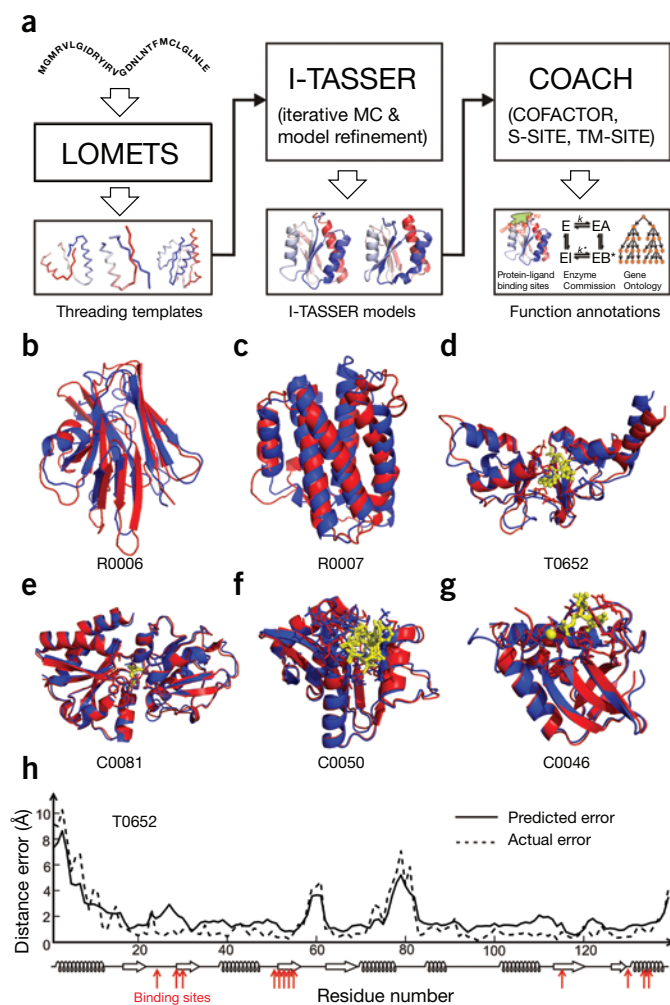 a
MGMRVLGIDRYIRVGDNLNTFMCLGLNLE
LOMETS
Threading templates
I-TASSER
(iterative MC &
model refinement)
I-TASSER models
COACH
(COFACTOR,
S-SITE, TM-SITE)
E k EA
EI k* EB*
Protein-ligand
binding sites
Enzyme
Commission
Gene
Ontology
Function annotations
b
R0006
c
R0007
d
T0652
e
C0081
f
C0050
g
C0046
h
T0652
Predicted error
Actual error
Distance error (Å)
10
8
6
4
2
0
20
40
60
80
100
120
Binding sites
Residue number